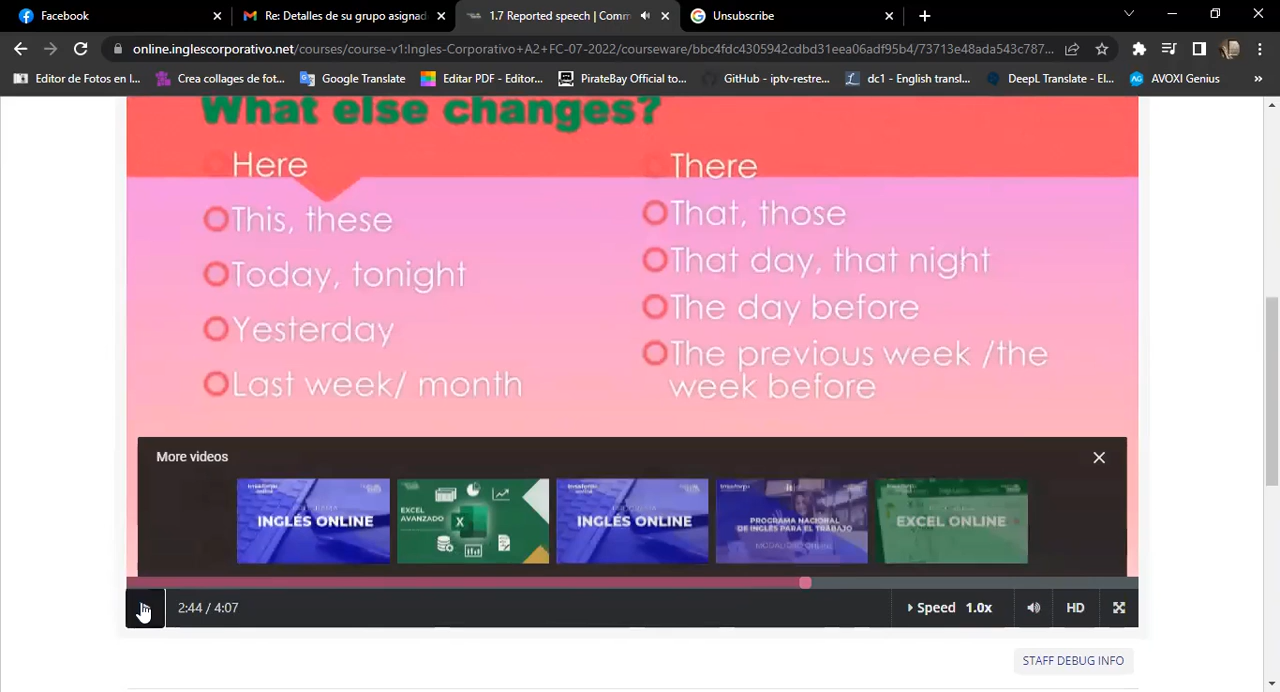 Facebook
Re: Detalles de su grupo asignad
1.7 Reported speech | Comm
Unsubscribe
online.inglescorporativo.net/courses/course-v1:Ingles-Corporativo+A2+FC-07-2022/courseware/bbc4fdc4305942cdbd31eea06adf95b4/73713e48ada543c787...
Editor de Fotos en l...
Crea collages de fot...
Google Translate
Editar PDF - Editor...
PirateBay Official to...
GitHub - iptv-restre...
dc1 - English transl...
DeepL Translate - El...
AVOXI Genius
What else changes?
Here
There
This, these
That, those
Today, tonight
That day, that night
Yesterday
The day before
Last week/ month
The previous week /the
week before
More videos
INGLÉS ONLINE
EXCEL
AVANZADO
INGLÉS ONLINE
PROGRAMA NACIONAL
DE INGLÉS PARA EL TRABAJO
MODALIDAD ONLINE
EXCEL ONLINE
2:44 / 4:07
Speed 1.0x
HD
STAFF DEBUG INFO